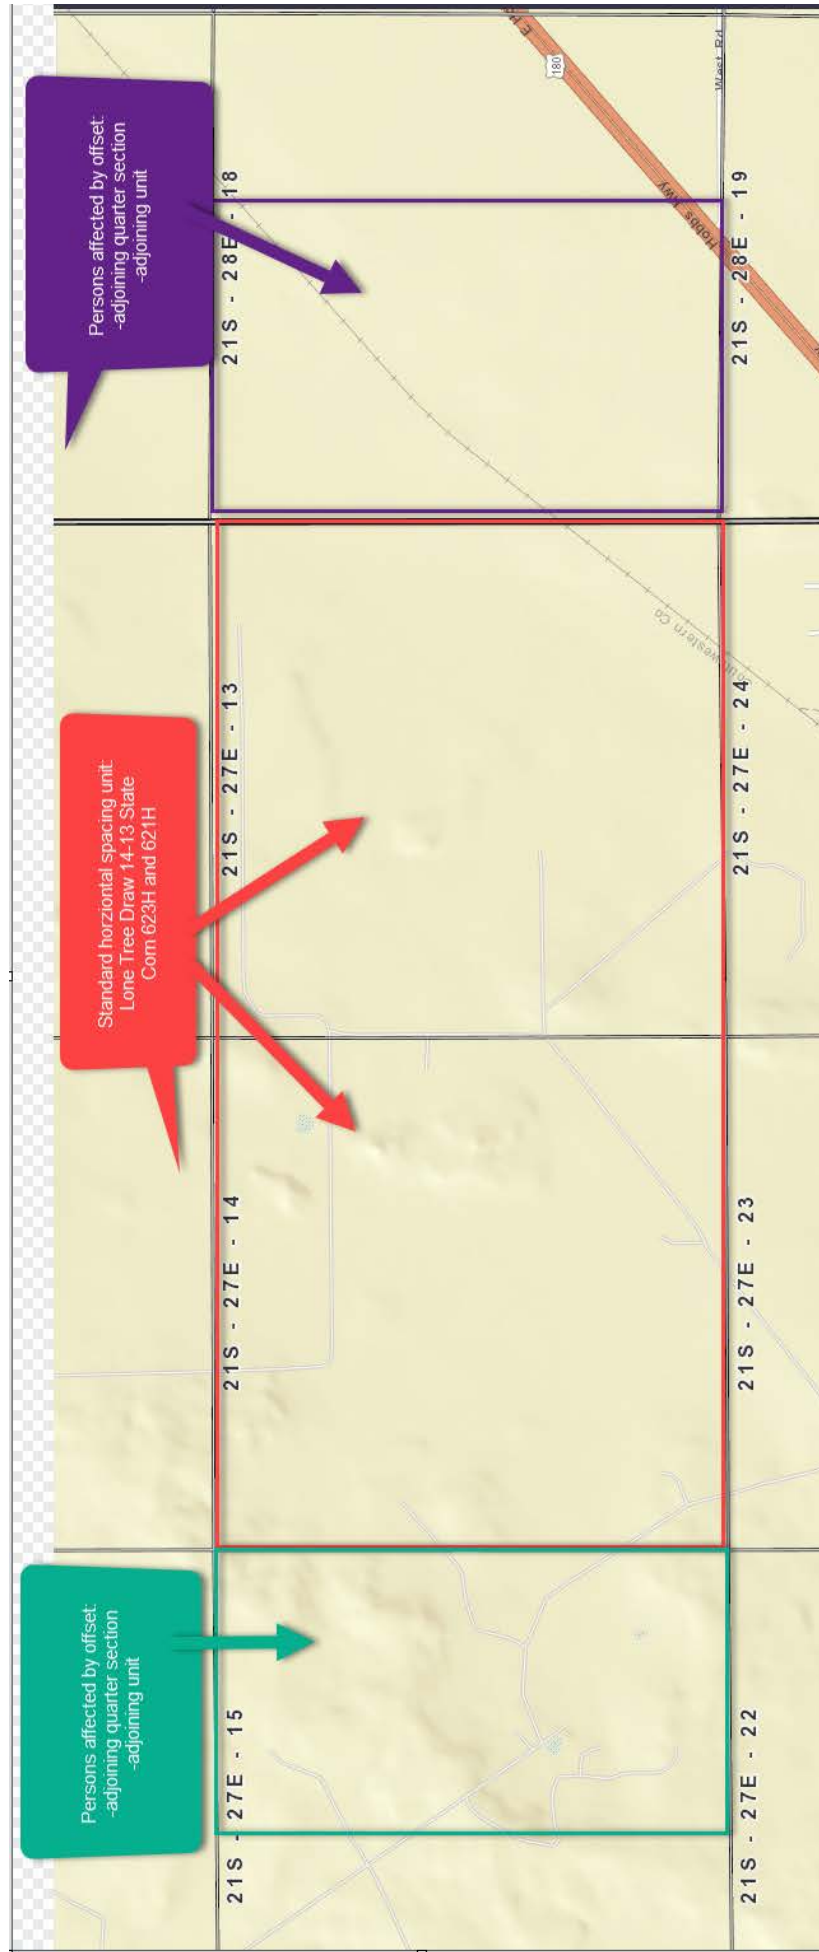 Persons affected by offset:
-adjoining quarter section
-adjoining unit
Standard horziontal spacing unit:
Lone Tree Draw 14-13 State
Com 623H and 621H
Persons affected by offset:
-adjoining quarter section
-adjoining unit
21S - 27E - 15
21S - 27E - 14
21S - 27E - 13
21S - 28E - 18
180
Hobbs Hwy
West Rd
21S - 27E - 22
21S - 27E - 23
21S - 27E - 24
21S - 28E - 19